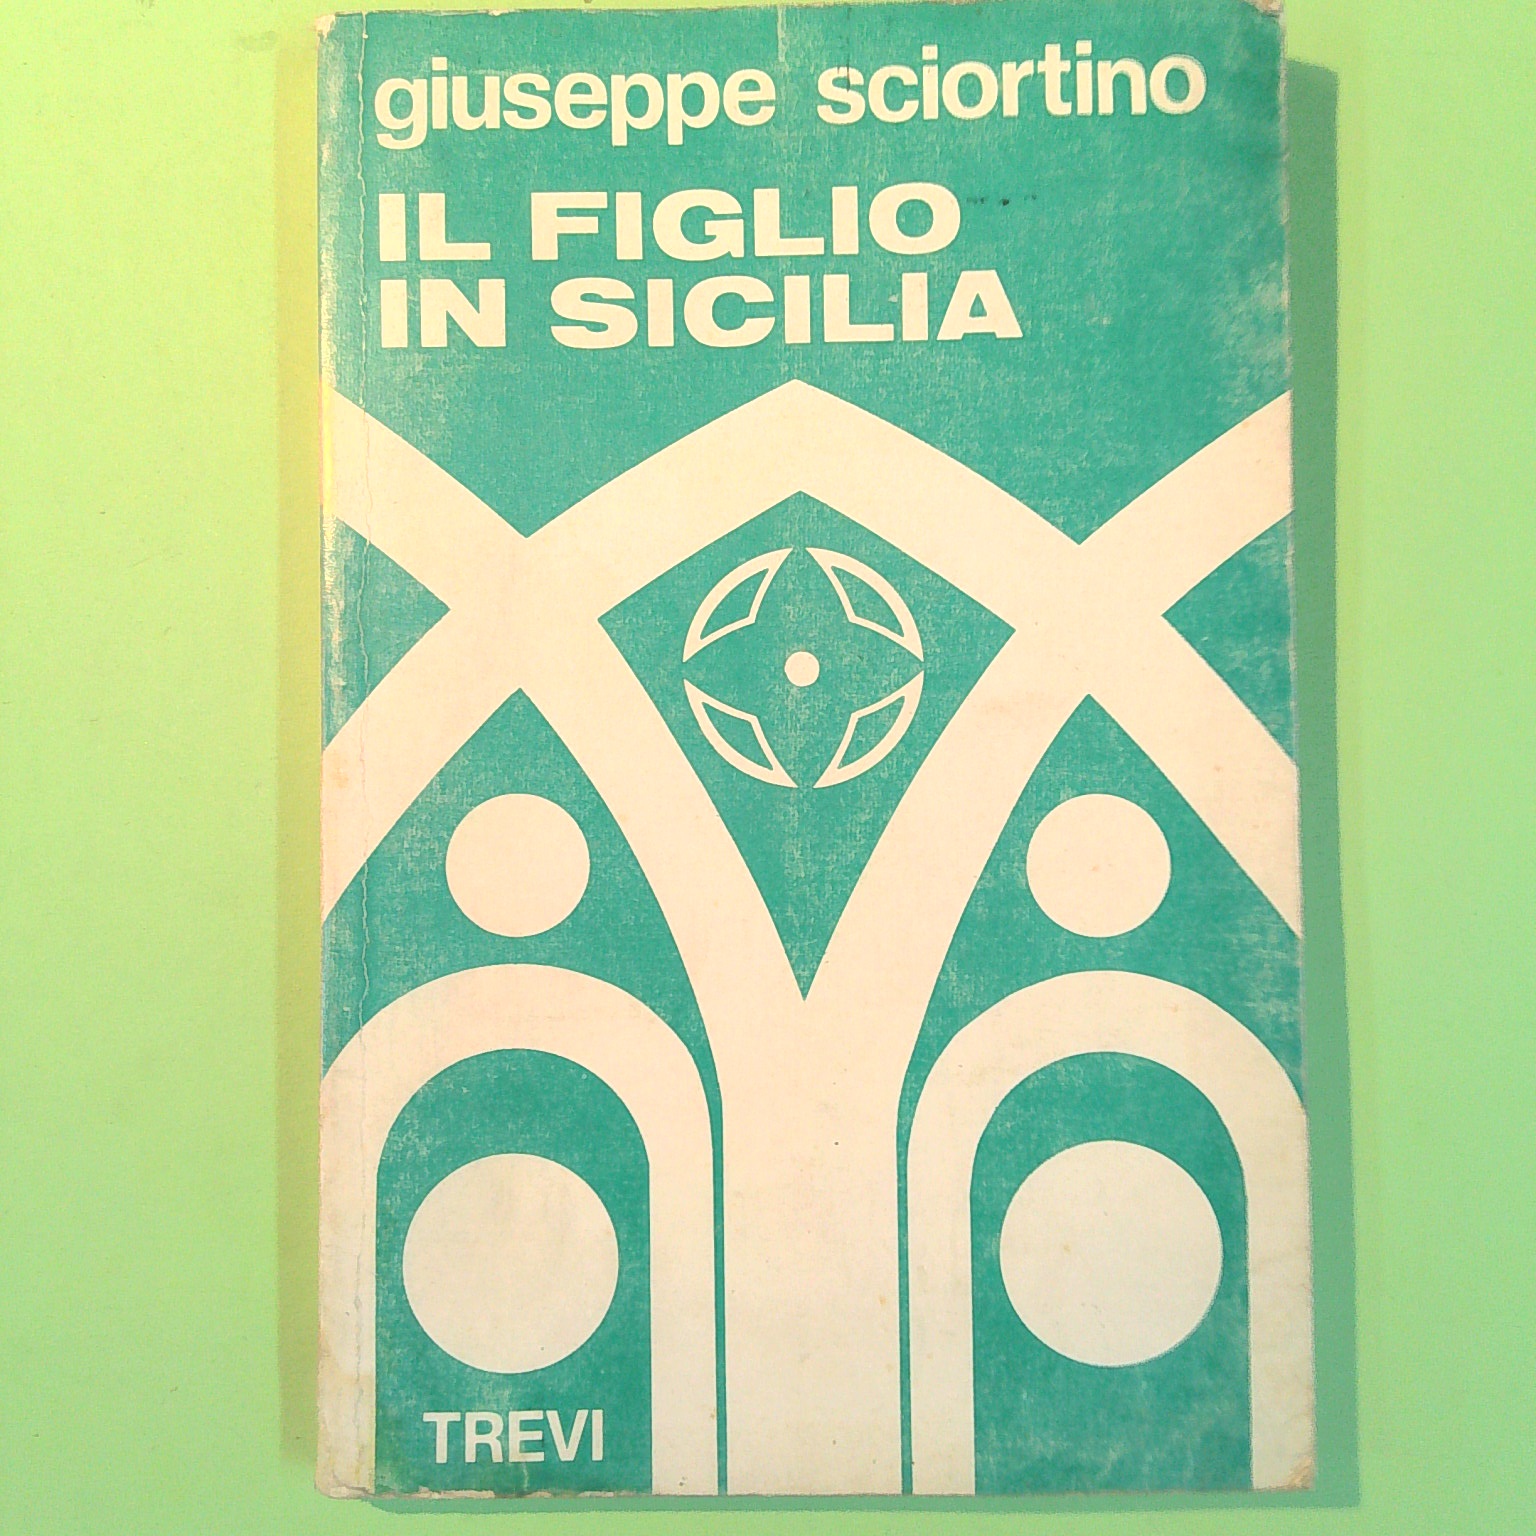 giuseppe sciortino
IL FIGLIO
IN SICILIA
TREVI